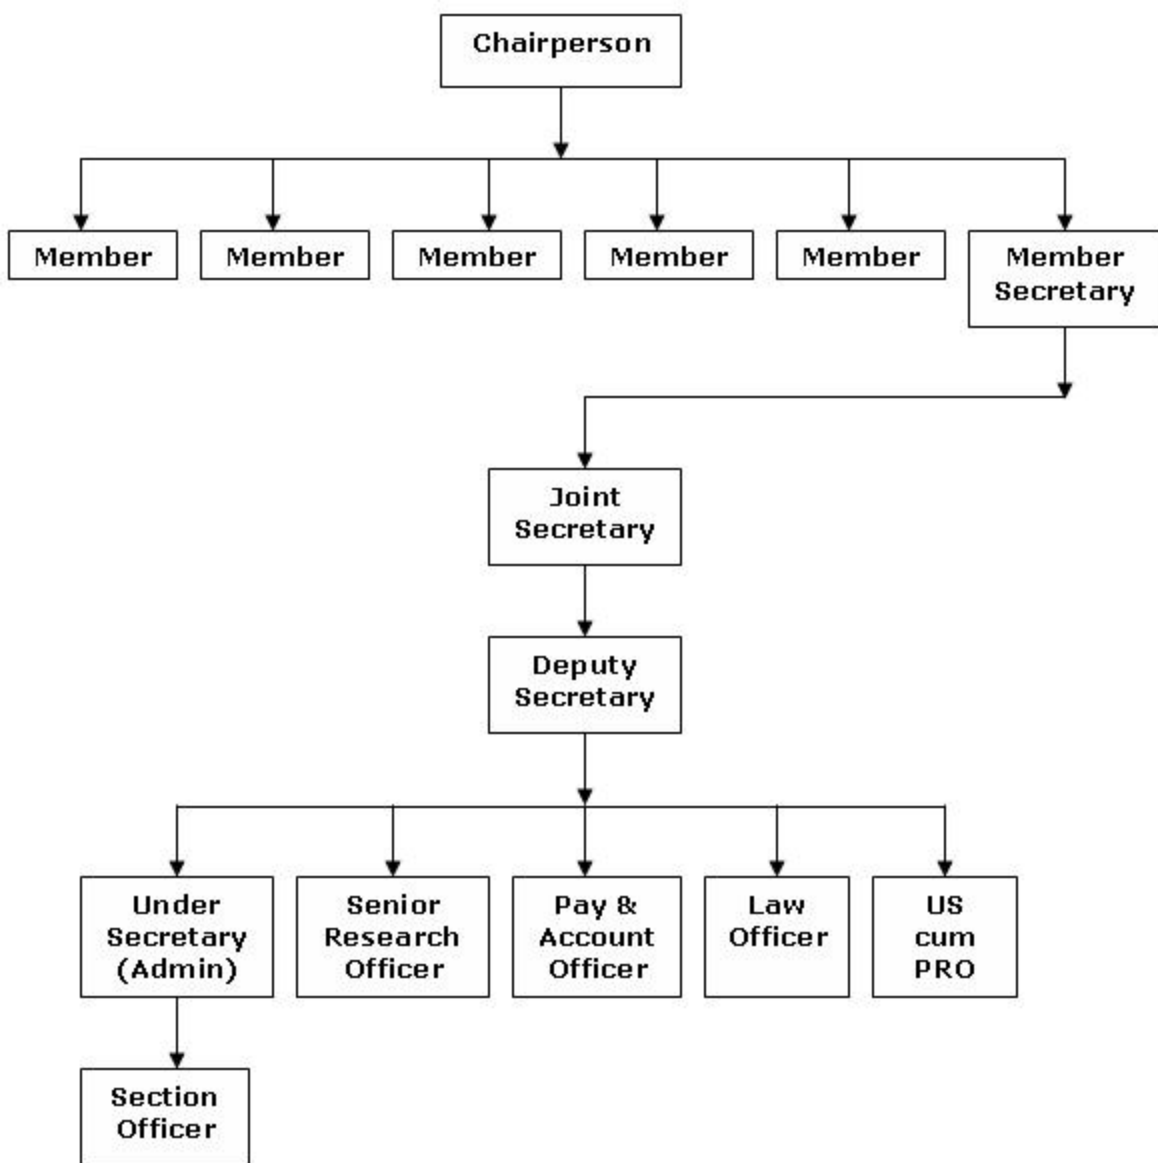 Chairperson
Member
Member
Member
Member
Member
Member
Secretary
Joint
Secretary
Deputy
Secretary
Under
Secretary
(Admin)
Senior
Research
Officer
Pay &
Account
Officer
Law
Officer
US
cum
PRO
Section
Officer